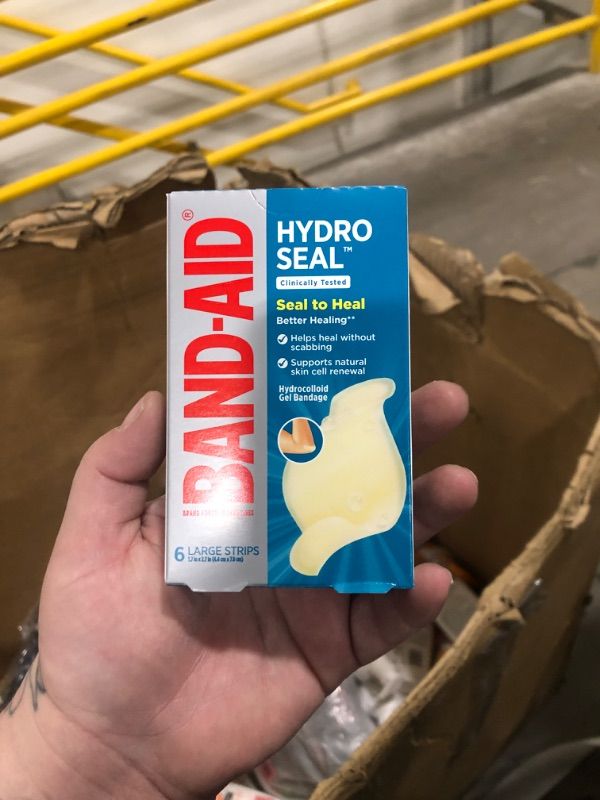 BAND-AID®
HYDRO
SEAL™
Clinically Tested
Seal to Heal
Better Healing**
Helps heal without
scabbing
Supports natural
skin cell renewal
Hydrocolloid
Gel Bandage
6 LARGE STRIPS